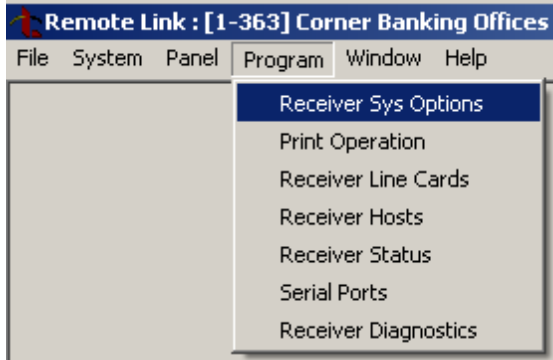 Remote Link : [1-363] Corner Banking Offices
File System Panel Program Window Help
Receiver Sys Options
Print Operation
Receiver Line Cards
Receiver Hosts
Receiver Status
Serial Ports
Receiver Diagnostics